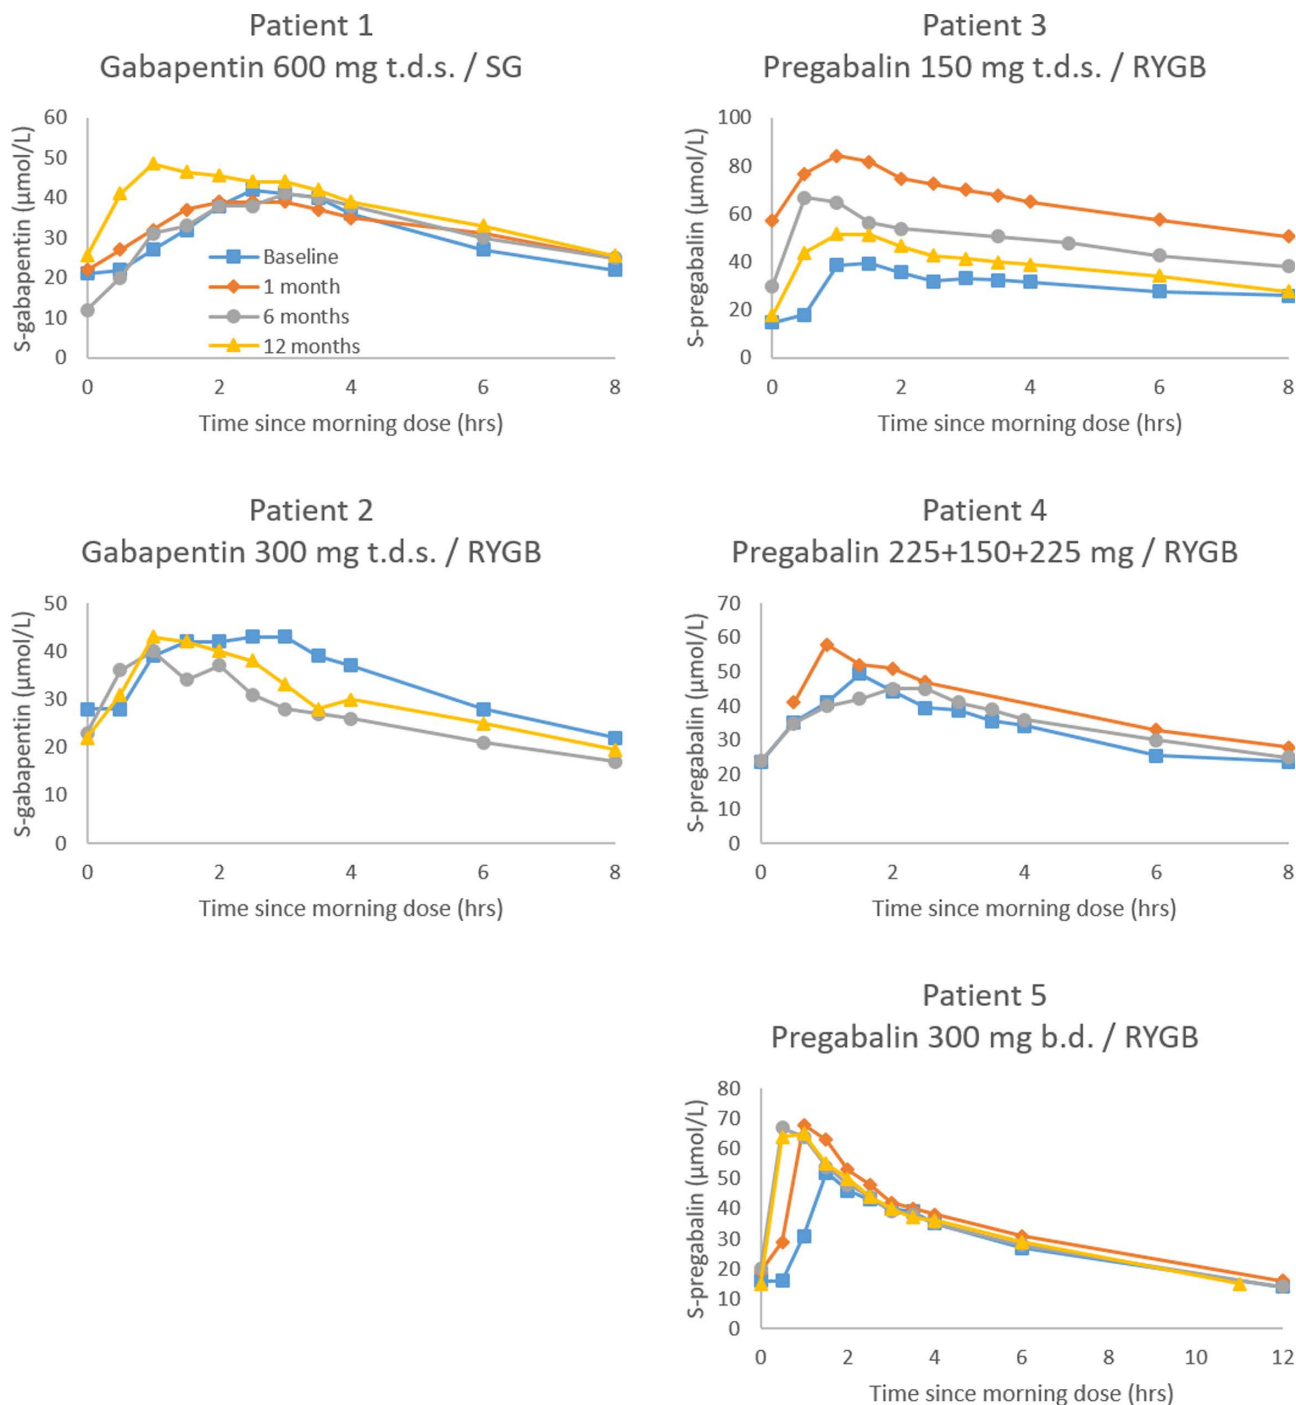 Patient 1
Gabapentin 600 mg t.d.s. / SG
S-gabapentin (µmol/L)
60
50
40
30
20
10
0
Baseline
1 month
6 months
12 months
0 2 4 6 8
Time since morning dose (hrs)
Patient 3
Pregabalin 150 mg t.d.s. / RYGB
S-pregabalin (µmol/L)
100
80
60
40
20
0
0 2 4 6 8
Time since morning dose (hrs)
Patient 2
Gabapentin 300 mg t.d.s. / RYGB
S-gabapentin (µmol/L)
50
40
30
20
10
0
0 2 4 6 8
Time since morning dose (hrs)
Patient 4
Pregabalin 225+150+225 mg / RYGB
S-pregabalin (µmol/L)
70
60
50
40
30
20
10
0
0 2 4 6 8
Time since morning dose (hrs)
Patient 5
Pregabalin 300 mg b.d. / RYGB
S-pregabalin (µmol/L)
80
70
60
50
40
30
20
10
0
0 2 4 6 8 10 12
Time since morning dose (hrs)